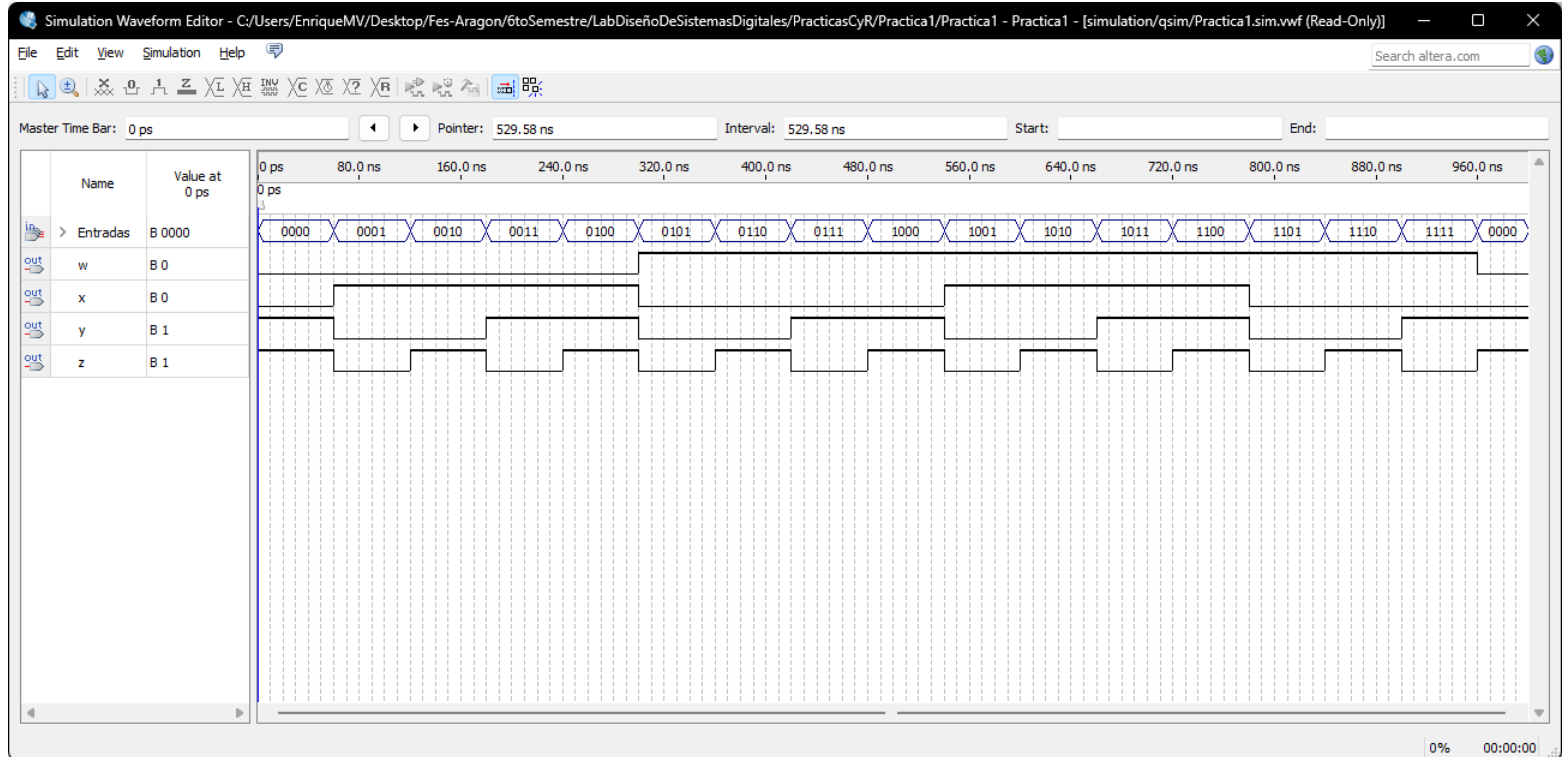 Simulation Waveform Editor - C:/Users/EnriqueMV/Desktop/Fes-Aragon/6toSemestre/LabDiseñoDeSistemasDigitales/PracticasCyR/Practica1/Practica1 - Practica1 - [simulation/qsim/Practica1.sim.vwf (Read-Only)]
File Edit View Simulation Help
Search altera.com
Master Time Bar: 0 ps Pointer: 529.58 ns Interval: 529.58 ns Start: End:
Name Value at 0 ps
0 ps 80.0 ns 160.0 ns 240.0 ns 320.0 ns 400.0 ns 480.0 ns 560.0 ns 640.0 ns 720.0 ns 800.0 ns 880.0 ns 960.0 ns
0 ps
in Entradas B 0000 0000 0001 0010 0011 0100 0101 0110 0111 1000 1001 1010 1011 1100 1101 1110 1111 0000
out w B 0
out x B 0
out y B 1
out z B 1
0% 00:00:00